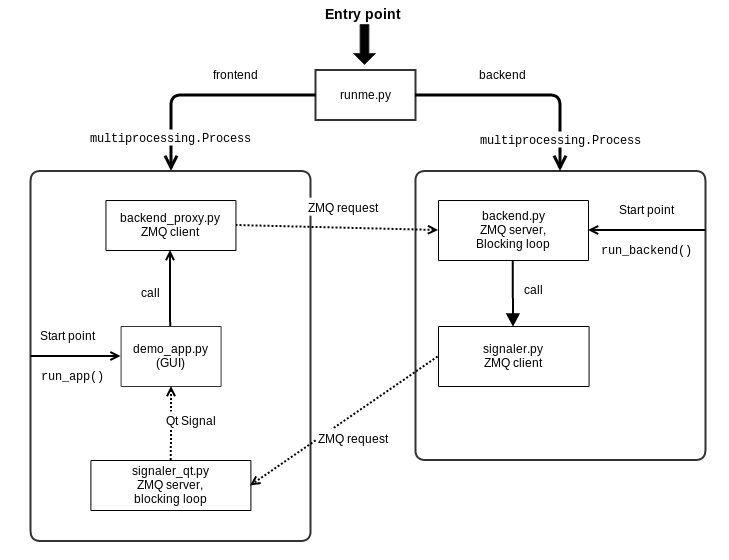 Entry point
frontend
backend
runme.py
multiprocessing.Process
multiprocessing.Process
backend_proxy.py
ZMQ client
ZMQ request
backend.py
ZMQ server,
Blocking loop
Start point
run_backend()
call
call
Start point
run_app()
demo_app.py
(GUI)
signaler.py
ZMQ client
Qt Signal
ZMQ request
signaler_qt.py
ZMQ server,
blocking loop